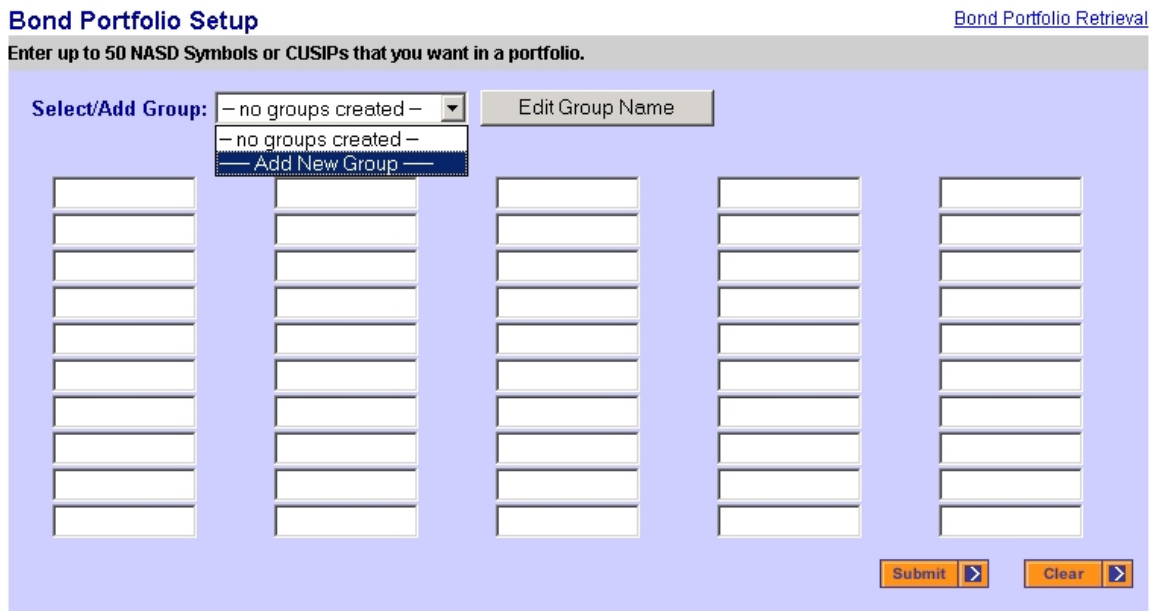 Bond Portfolio Setup
Bond Portfolio Retrieval
Enter up to 50 NASD Symbols or CUSIPs that you want in a portfolio.
Select/Add Group: – no groups created – Edit Group Name
– no groups created –
–– Add New Group ––
Submit Clear